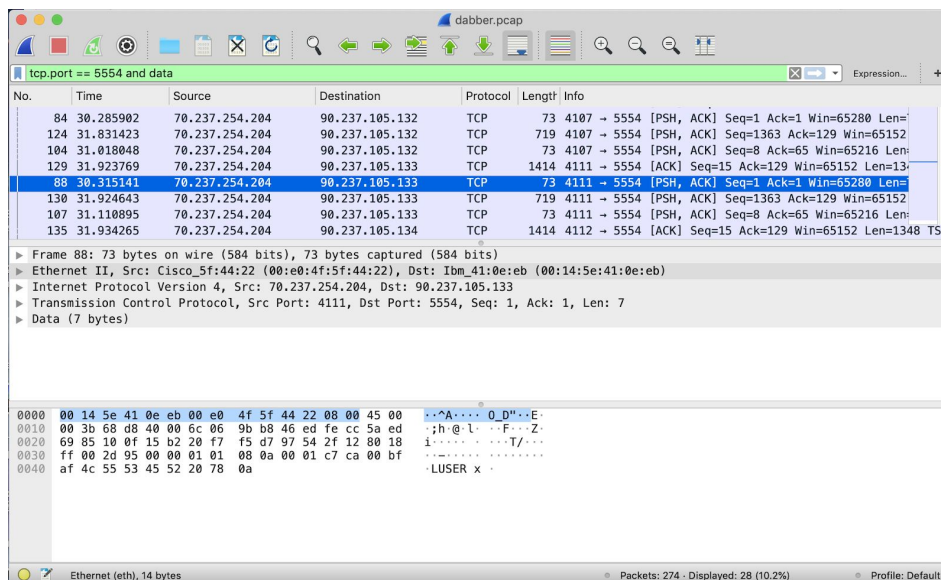 dabber.pcap
tcp.port == 5554 and data
Expression... +
No. Time Source Destination Protocol Length Info
84 30.285902 70.237.254.204 90.237.105.132 TCP 73 4107 → 5554 [PSH, ACK] Seq=1 Ack=1 Win=65280 Len=
124 31.831423 70.237.254.204 90.237.105.132 TCP 719 4107 → 5554 [PSH, ACK] Seq=1363 Ack=129 Win=65152
104 31.018048 70.237.254.204 90.237.105.132 TCP 73 4107 → 5554 [PSH, ACK] Seq=8 Ack=65 Win=65216 Len
129 31.923769 70.237.254.204 90.237.105.133 TCP 1414 4111 → 5554 [ACK] Seq=15 Ack=129 Win=65152 Len=134
88 30.315141 70.237.254.204 90.237.105.133 TCP 73 4111 → 5554 [PSH, ACK] Seq=1 Ack=1 Win=65280 Len=
130 31.924643 70.237.254.204 90.237.105.133 TCP 719 4111 → 5554 [PSH, ACK] Seq=1363 Ack=129 Win=65152
107 31.110895 70.237.254.204 90.237.105.133 TCP 73 4111 → 5554 [PSH, ACK] Seq=8 Ack=65 Win=65216 Len
135 31.934265 70.237.254.204 90.237.105.134 TCP 1414 4112 → 5554 [ACK] Seq=15 Ack=129 Win=65152 Len=1348 TS
Frame 88: 73 bytes on wire (584 bits), 73 bytes captured (584 bits)
Ethernet II, Src: Cisco_5f:44:22 (00:e0:4f:5f:44:22), Dst: Ibm_41:0e:eb (00:14:5e:41:0e:eb)
Internet Protocol Version 4, Src: 70.237.254.204, Dst: 90.237.105.133
Transmission Control Protocol, Src Port: 4111, Dst Port: 5554, Seq: 1, Ack: 1, Len: 7
Data (7 bytes)
0000 00 14 5e 41 0e eb 00 e0 4f 5f 44 22 08 00 45 00 ··^A···· O_D"··E·
0010 00 3b 68 d8 40 00 6c 06 9b b8 46 ed fe cc 5a ed ·;h·@·l· ··F···Z·
0020 69 85 10 0f 15 b2 20 f7 f5 d7 97 54 2f 12 80 18 i····· · ···T/···
0030 ff 00 2d 95 00 00 01 01 08 0a 00 01 c7 ca 00 bf ··-····· ········
0040 af 4c 55 53 45 52 20 78 0a ·LUSER x ·
Ethernet (eth), 14 bytes
Packets: 274 · Displayed: 28 (10.2%)
Profile: Default